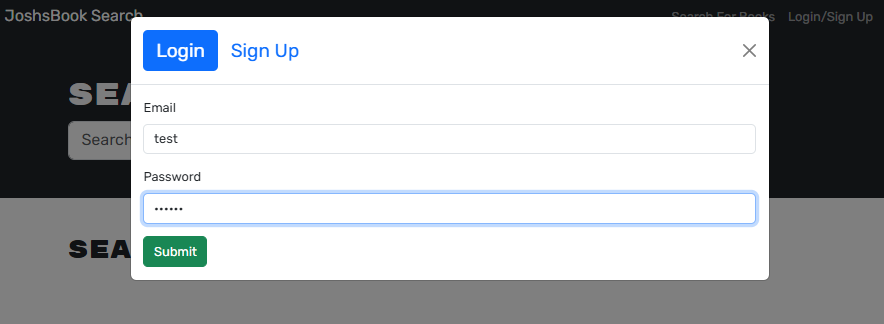 JoshsBook Search
Search For Books
Login/Sign Up
Login
Sign Up
SEA
Search
Email
test
Password
••••••
Submit
SEA